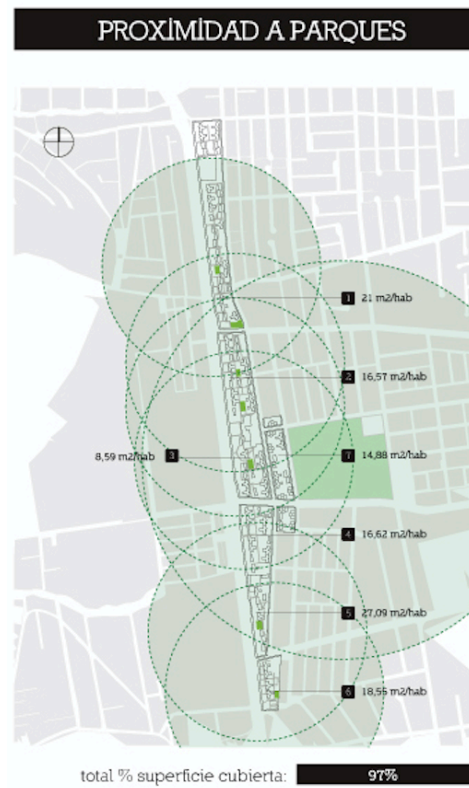 PROXIMIDAD A PARQUES
1 21 m2/hab
2 16,57 m2/hab
8,59 m2/hab 3
7 14,88 m2/hab
4 16,62 m2/hab
5 27,09 m2/hab
6 18,55 m2/hab
total % superficie cubierta: 97%